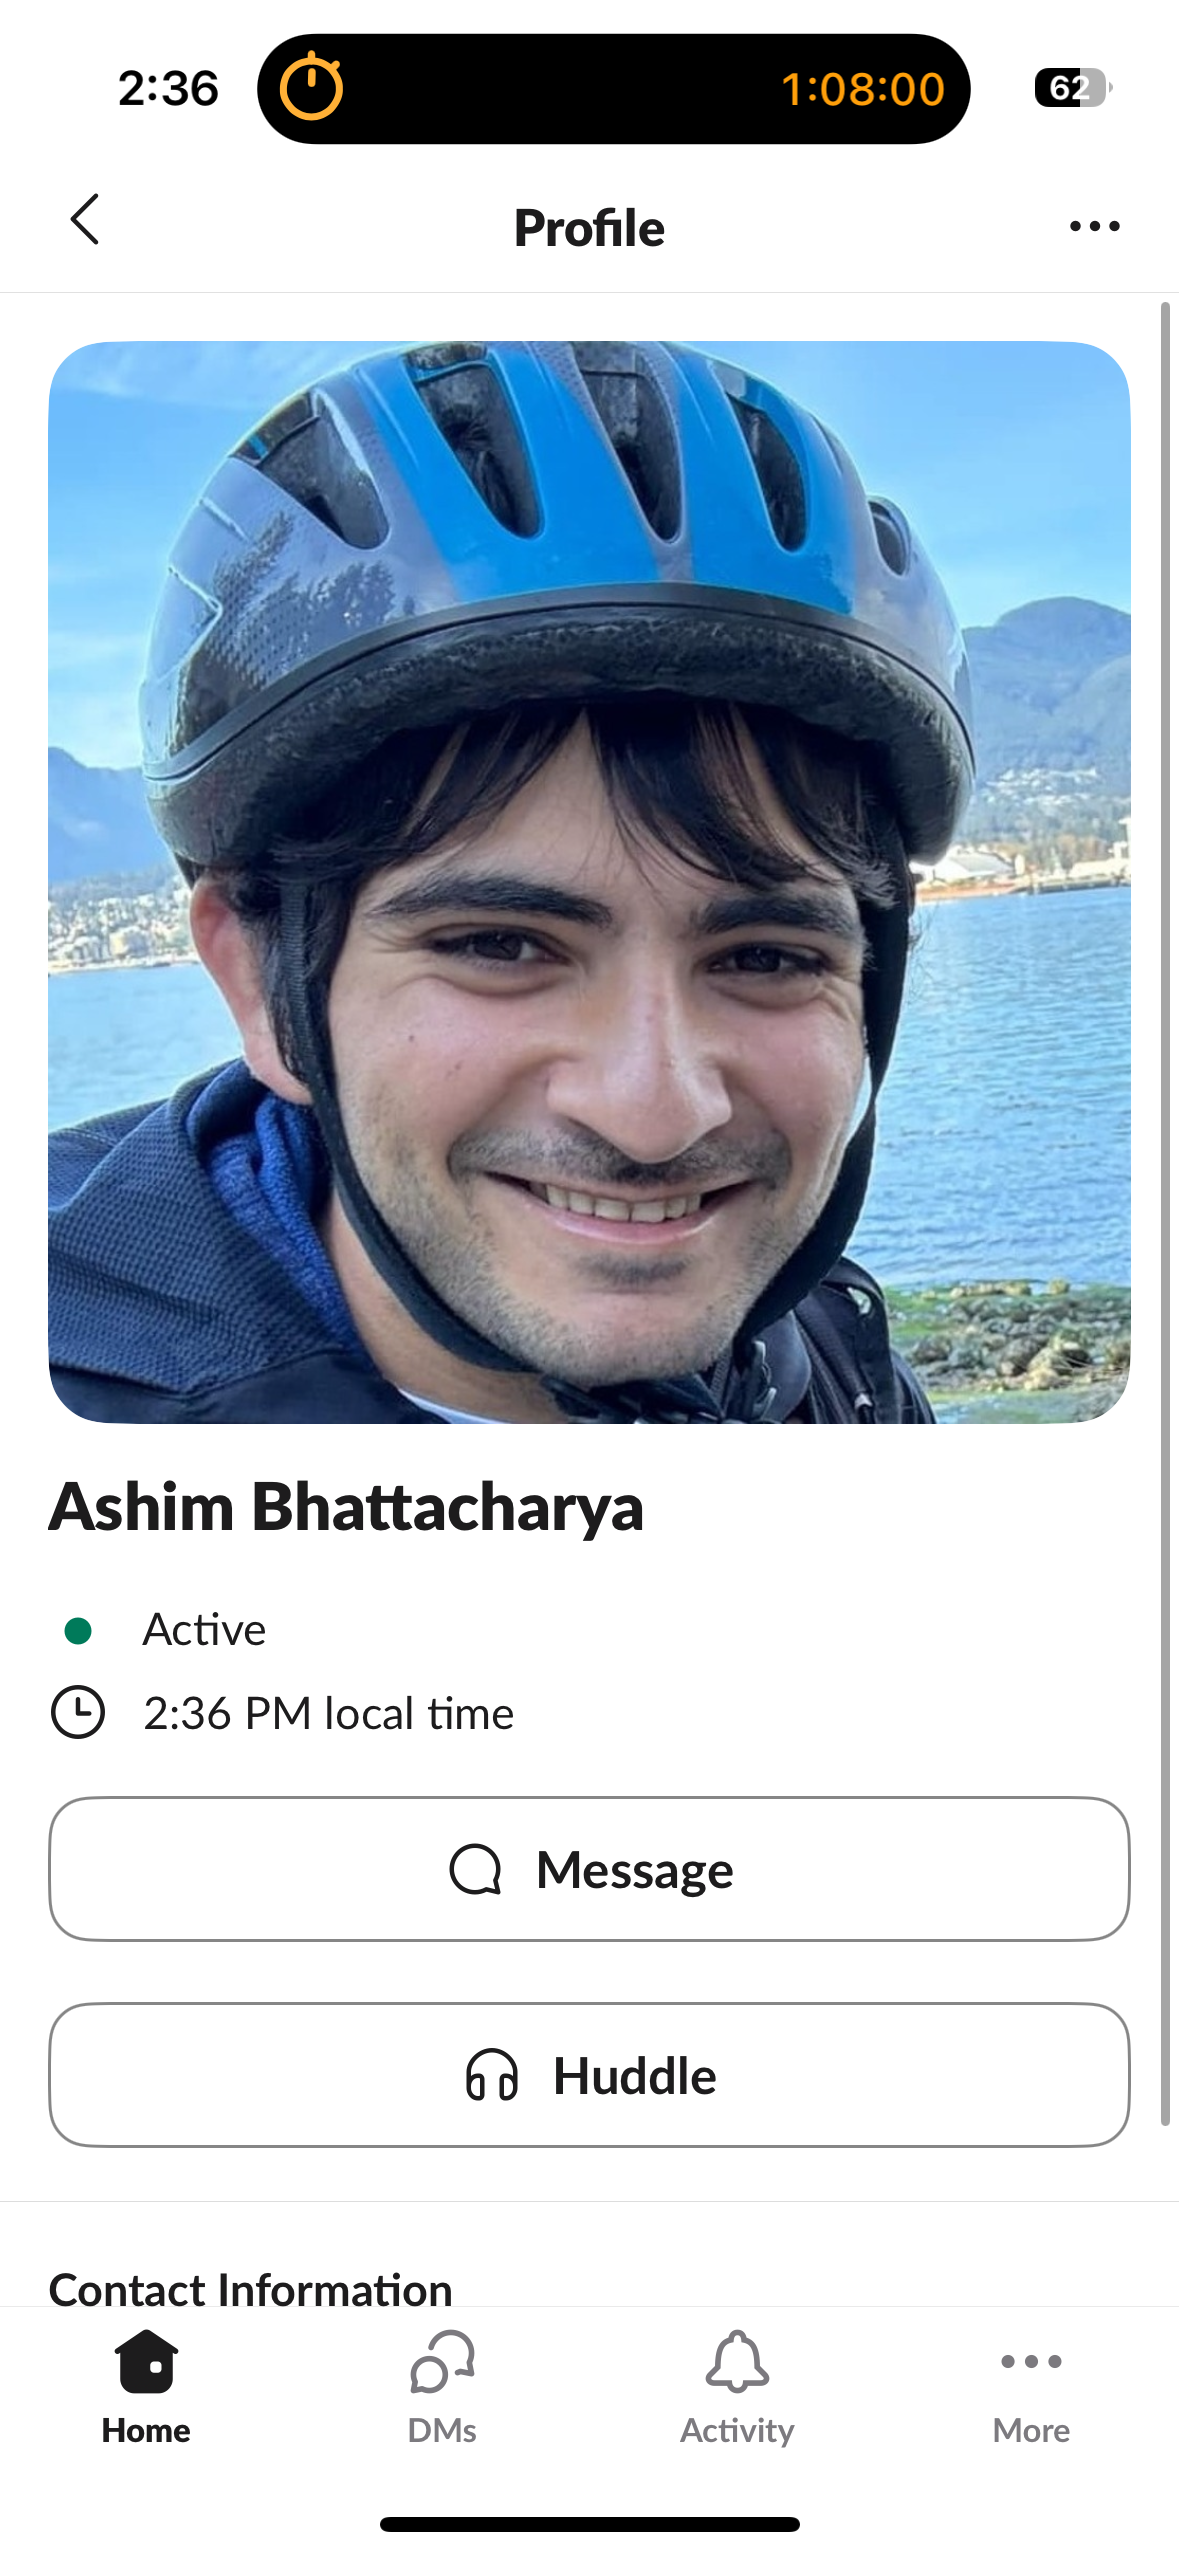 2:36
1:08:00
62
Profile
Ashim Bhattacharya
Active
2:36 PM local time
Message
Huddle
Contact Information
Home
DMs
Activity
More